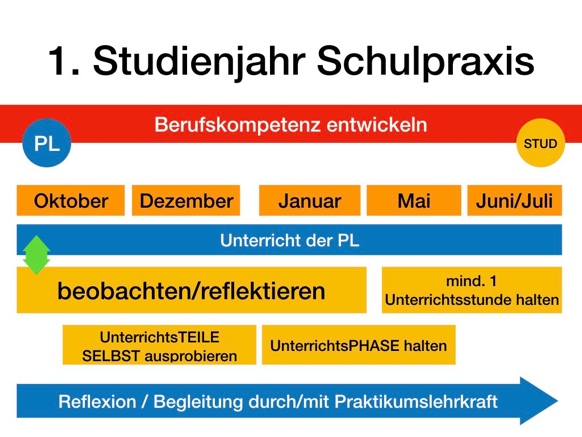 1. Studienjahr Schulpraxis
Berufskompetenz entwickeln
PL
STUD
Oktober
Dezember
Januar
Mai
Juni/Juli
Unterricht der PL
beobachten/reflektieren
mind. 1
Unterrichtsstunde halten
UnterrichtsTEILE
SELBST ausprobieren
UnterrichtsPHASE halten
Reflexion / Begleitung durch/mit Praktikumslehrkraft